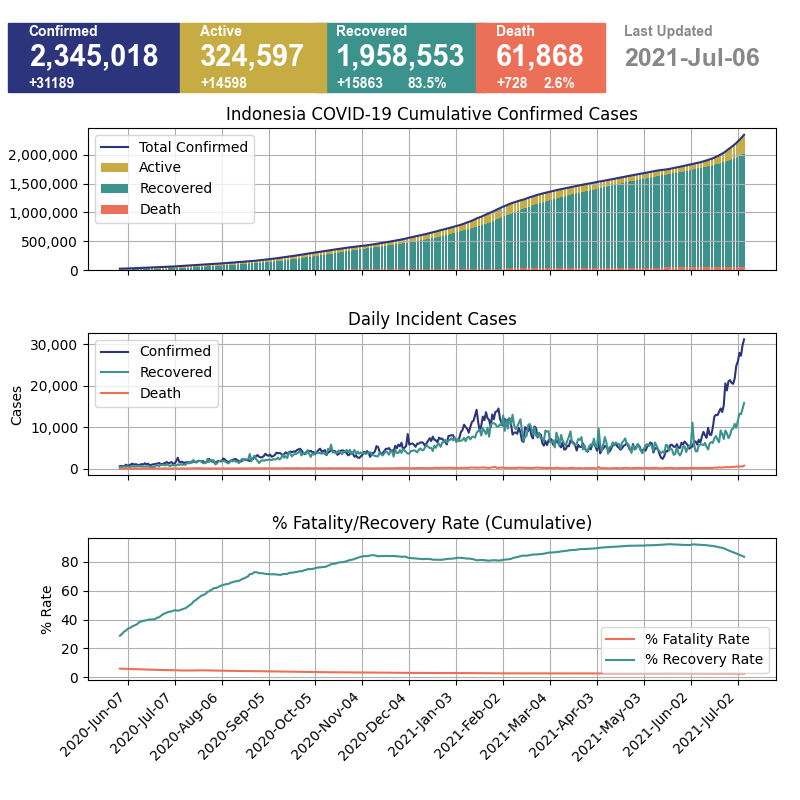 Confirmed
2,345,018
+31189
Active
324,597
+14598
Recovered
1,958,553
+15863 83.5%
Death
61,868
+728 2.6%
Last Updated
2021-Jul-06
Indonesia COVID-19 Cumulative Confirmed Cases
Total Confirmed
Active
Recovered
Death
2,000,000
1,500,000
1,000,000
500,000
0
Daily Incident Cases
Confirmed
Recovered
Death
30,000
20,000
10,000
0
Cases
% Fatality/Recovery Rate (Cumulative)
80
60
40
20
0
% Rate
% Fatality Rate
% Recovery Rate
2020-Jun-07
2020-Jul-07
2020-Aug-06
2020-Sep-05
2020-Oct-05
2020-Nov-04
2020-Dec-04
2021-Jan-03
2021-Feb-02
2021-Mar-04
2021-Apr-03
2021-May-03
2021-Jun-02
2021-Jul-02